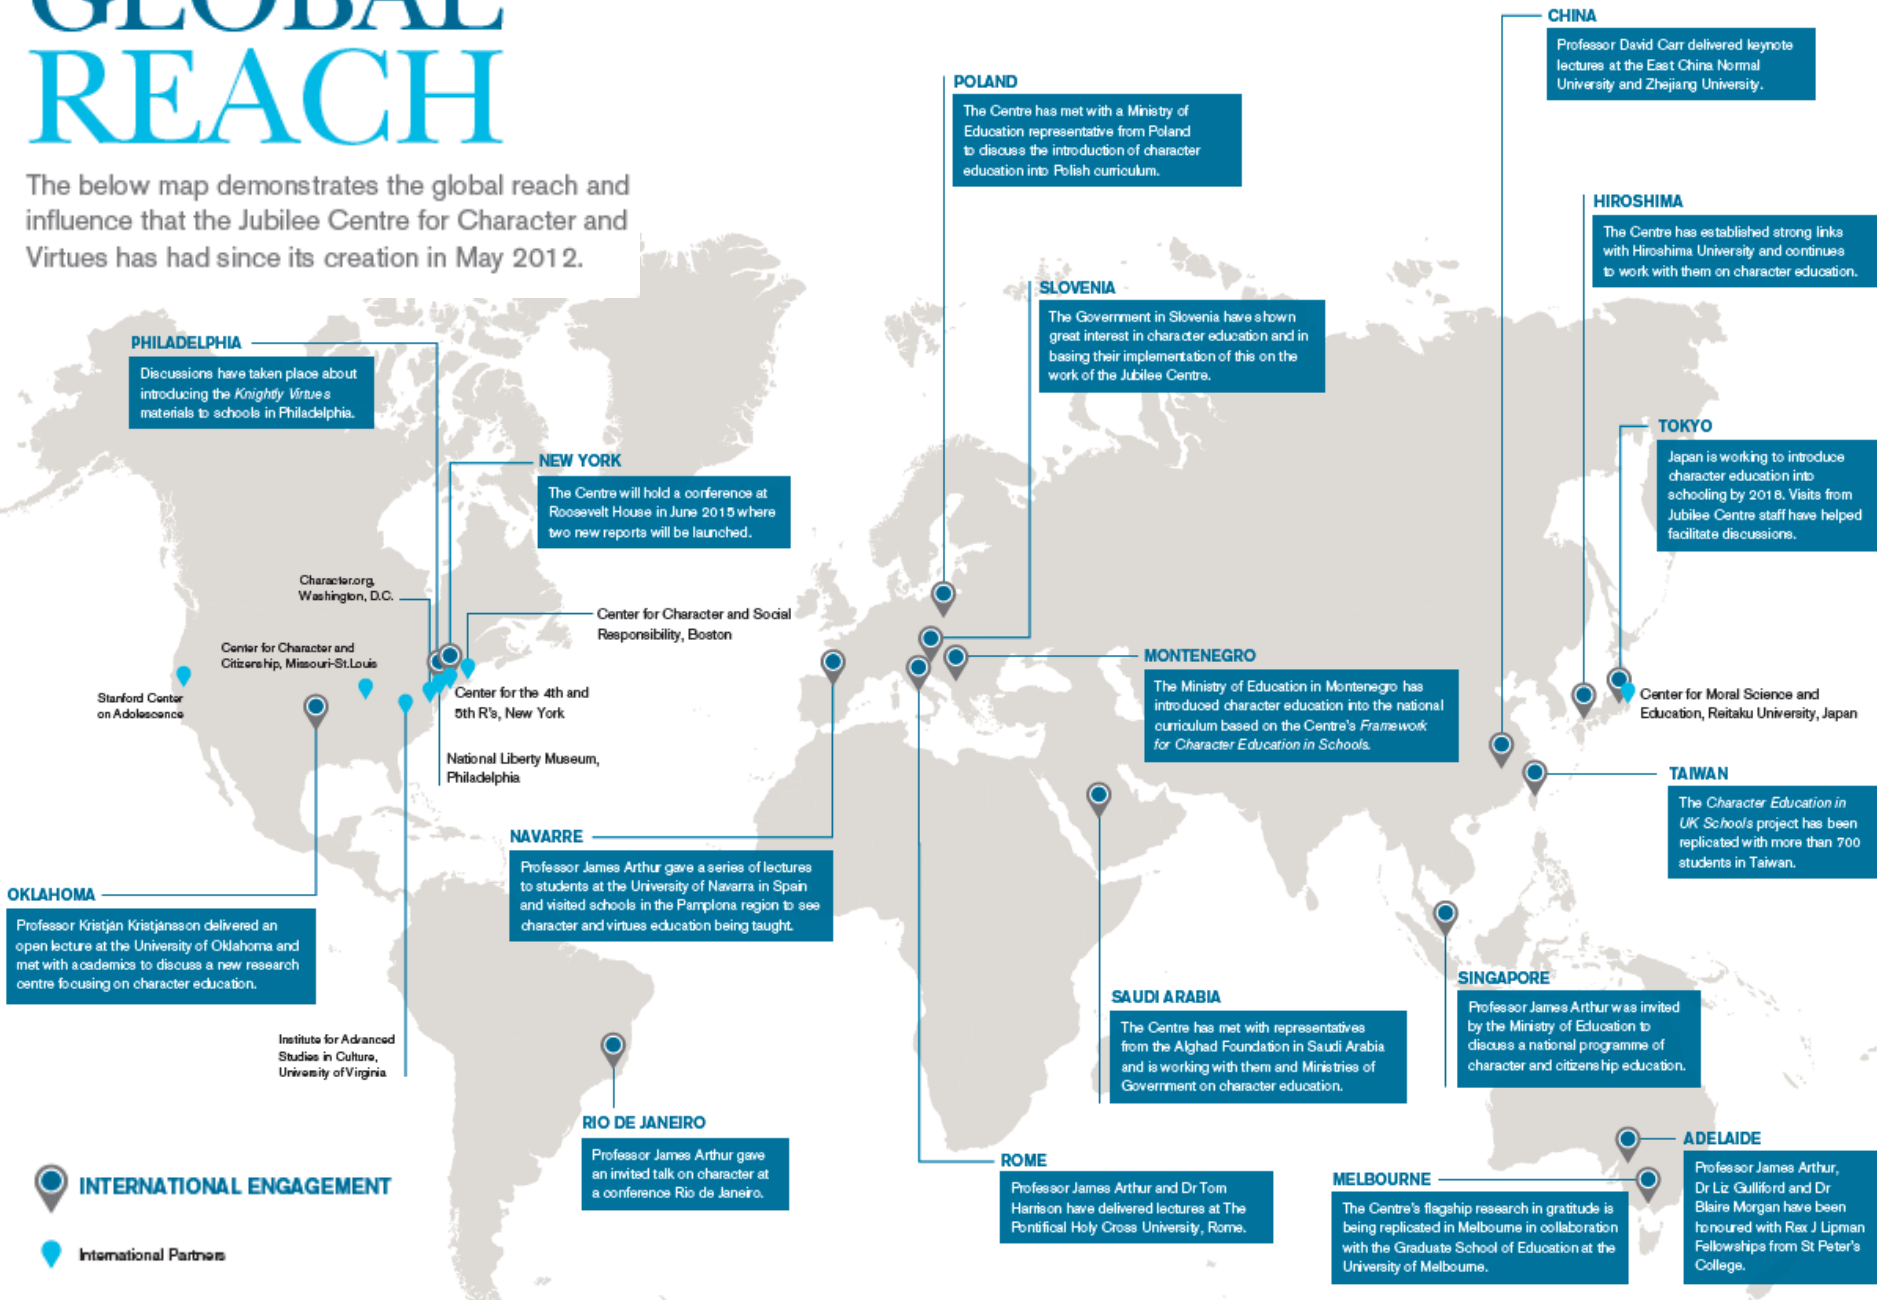 GLOBAL
REACH
The below map demonstrates the global reach and
influence that the Jubilee Centre for Character and
Virtues has had since its creation in May 2012.
CHINA
Professor David Carr delivered keynote
lectures at the East China Normal
University and Zhejiang University.
POLAND
The Centre has met with a Ministry of
Education representative from Poland
to discuss the introduction of character
education into Polish curriculum.
HIROSHIMA
The Centre has established strong links
with Hiroshima University and continues
to work with them on character education.
SLOVENIA
The Government in Slovenia have shown
great interest in character education and in
basing their implementation of this on the
work of the Jubilee Centre.
PHILADELPHIA
Discussions have taken place about
introducing the Knightly Virtues
materials to schools in Philadelphia.
TOKYO
Japan is working to introduce
character education into
schooling by 2018. Visits from
Jubilee Centre staff have helped
facilitate discussions.
NEW YORK
The Centre will hold a conference at
Roosevelt House in June 2015 where
two new reports will be launched.
Character.org,
Washington, D.C.
Center for Character and Social
Responsibility, Boston
Center for Character and
Citizenship, Missouri-St.Louis
Stanford Center
on Adolescence
Center for the 4th and
5th R's, New York
National Liberty Museum,
Philadelphia
MONTENEGRO
The Ministry of Education in Montenegro has
introduced character education into the national
curriculum based on the Centre's Framework
for Character Education in Schools.
Center for Moral Science and
Education, Reitaku University, Japan
TAIWAN
The Character Education in
UK Schools project has been
replicated with more than 700
students in Taiwan.
NAVARRE
Professor James Arthur gave a series of lectures
to students at the University of Navarra in Spain
and visited schools in the Pamplona region to see
character and virtues education being taught.
OKLAHOMA
Professor Kristján Kristjánsson delivered an
open lecture at the University of Oklahoma and
met with academics to discuss a new research
centre focusing on character education.
SINGAPORE
Professor James Arthur was invited
by the Ministry of Education to
discuss a national programme of
character and citizenship education.
SAUDI ARABIA
The Centre has met with representatives
from the Alghad Foundation in Saudi Arabia
and is working with them and Ministries of
Government on character education.
Institute for Advanced
Studies in Culture,
University of Virginia
RIO DE JANEIRO
Professor James Arthur gave
an invited talk on character at
a conference Rio de Janeiro.
ROME
Professor James Arthur and Dr Tom
Harrison have delivered lectures at The
Pontifical Holy Cross University, Rome.
MELBOURNE
The Centre's flagship research in gratitude is
being replicated in Melbourne in collaboration
with the Graduate School of Education at the
University of Melbourne.
ADELAIDE
Professor James Arthur,
Dr Liz Gulliford and Dr
Blaire Morgan have been
honoured with Rex J Lipman
Fellowships from St Peter's
College.
INTERNATIONAL ENGAGEMENT
International Partners